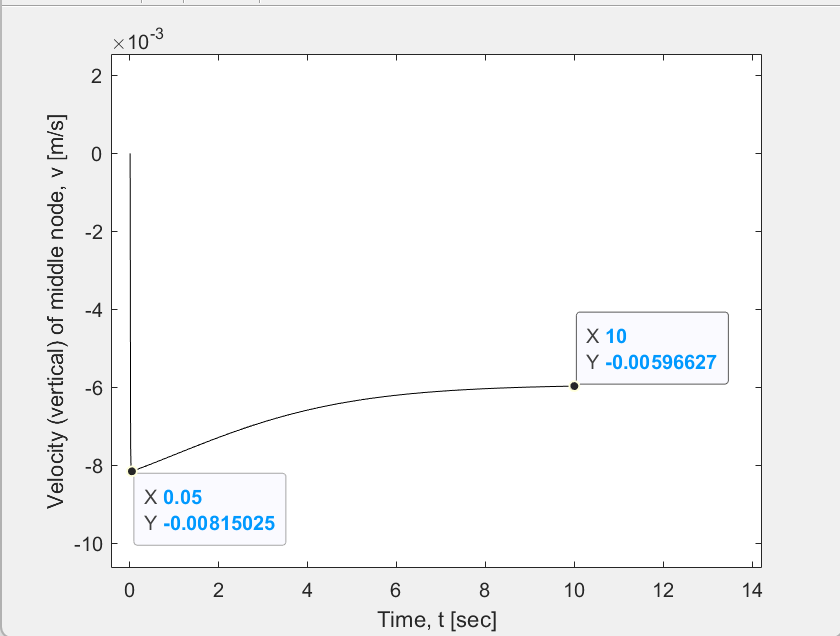 ×10-3
2
0
-2
-4
-6
-8
-10
Velocity (vertical) of middle node, v [m/s]
X 10
Y -0.00596627
X 0.05
Y -0.00815025
0 2 4 6 8 10 12 14
Time, t [sec]